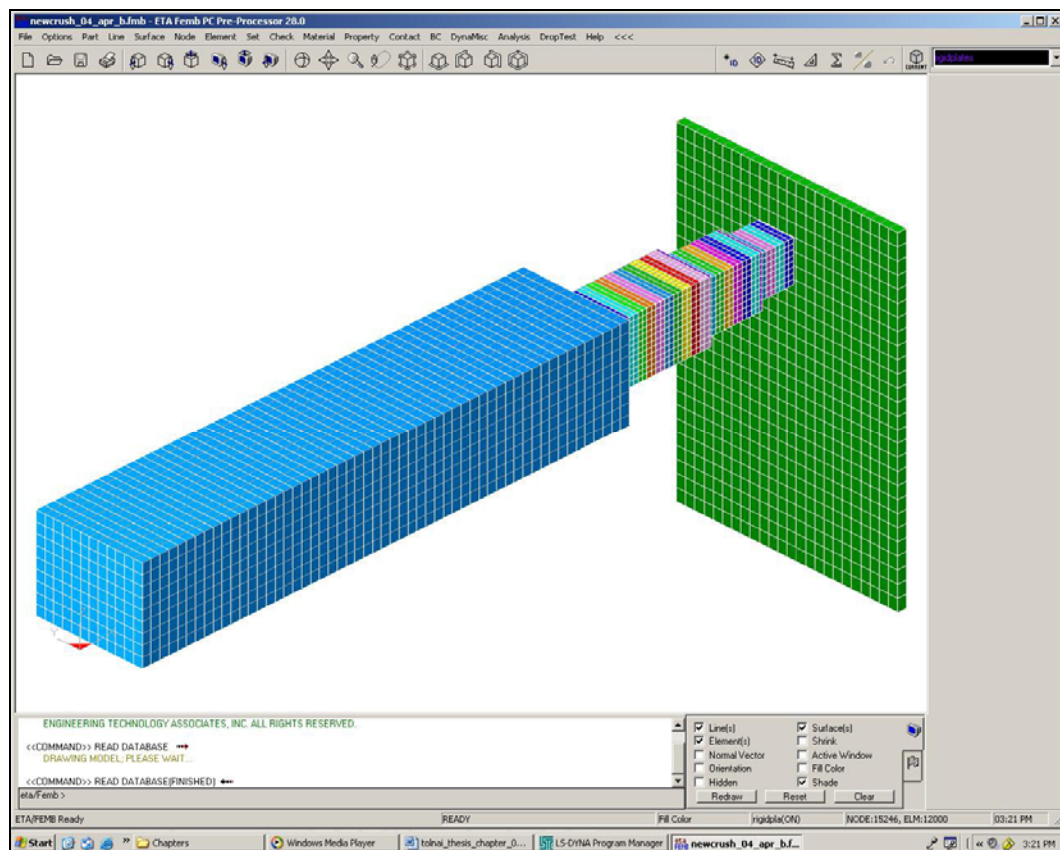 newcrush_04_apr_b.fmb - ETA Femb PC Pre-Processor 28.0
File Options Part Line Surface Node Element Set Check Material Property Contact BC DynaMisc Analysis DropTest Help <<<
ID
CURRENT
rigidplates
ENGINEERING TECHNOLOGY ASSOCIATES, INC. ALL RIGHTS RESERVED.
<<COMMAND>> READ DATABASE
DRAWING MODEL; PLEASE WAIT...
<<COMMAND>> READ DATABASE(FINISHED)
eta/Femb >
Line(s) Surface(s)
Element(s) Shrink
Normal Vector Active Window
Orientation Fill Color
Hidden Shade
Redraw Reset Clear
ETA/FEMB Ready READY Fill Color rigidpla(ON) NODE:15246, ELM:12000 03:21 PM
Start » Chapters Windows Media Player tolnai_thesis_chapter_0... LS-DYNA Program Manager newcrush_04_apr_b.f... « 3:21 PM